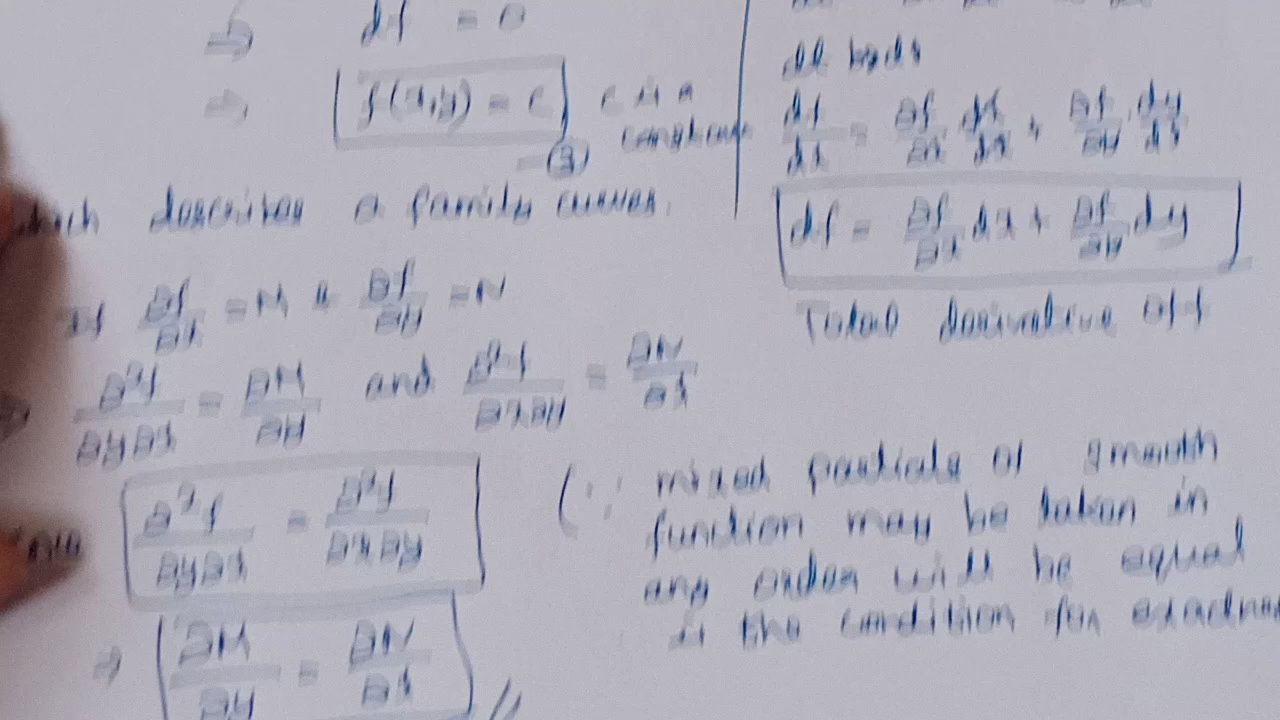 ⇒ df = 0
⇒ f(x,y) = c c is a
constant
— (3)
which describes a family curves.
If ∂f/∂x = M & ∂f/∂y = N
⇒ ∂²f/∂y∂x = ∂M/∂y and ∂²f/∂x∂y = ∂N/∂x
∂²f/∂y∂x = ∂²f/∂x∂y
⇒ ∂M/∂y = ∂N/∂x //
df/dx = ∂f/∂x dx/dx + ∂f/∂y . dy/dx
df = ∂f/∂x dx + ∂f/∂y dy
Total derivative of f
(∵ mixed partials of smooth
function may be taken in
any order will be equal
is the condition for exactness